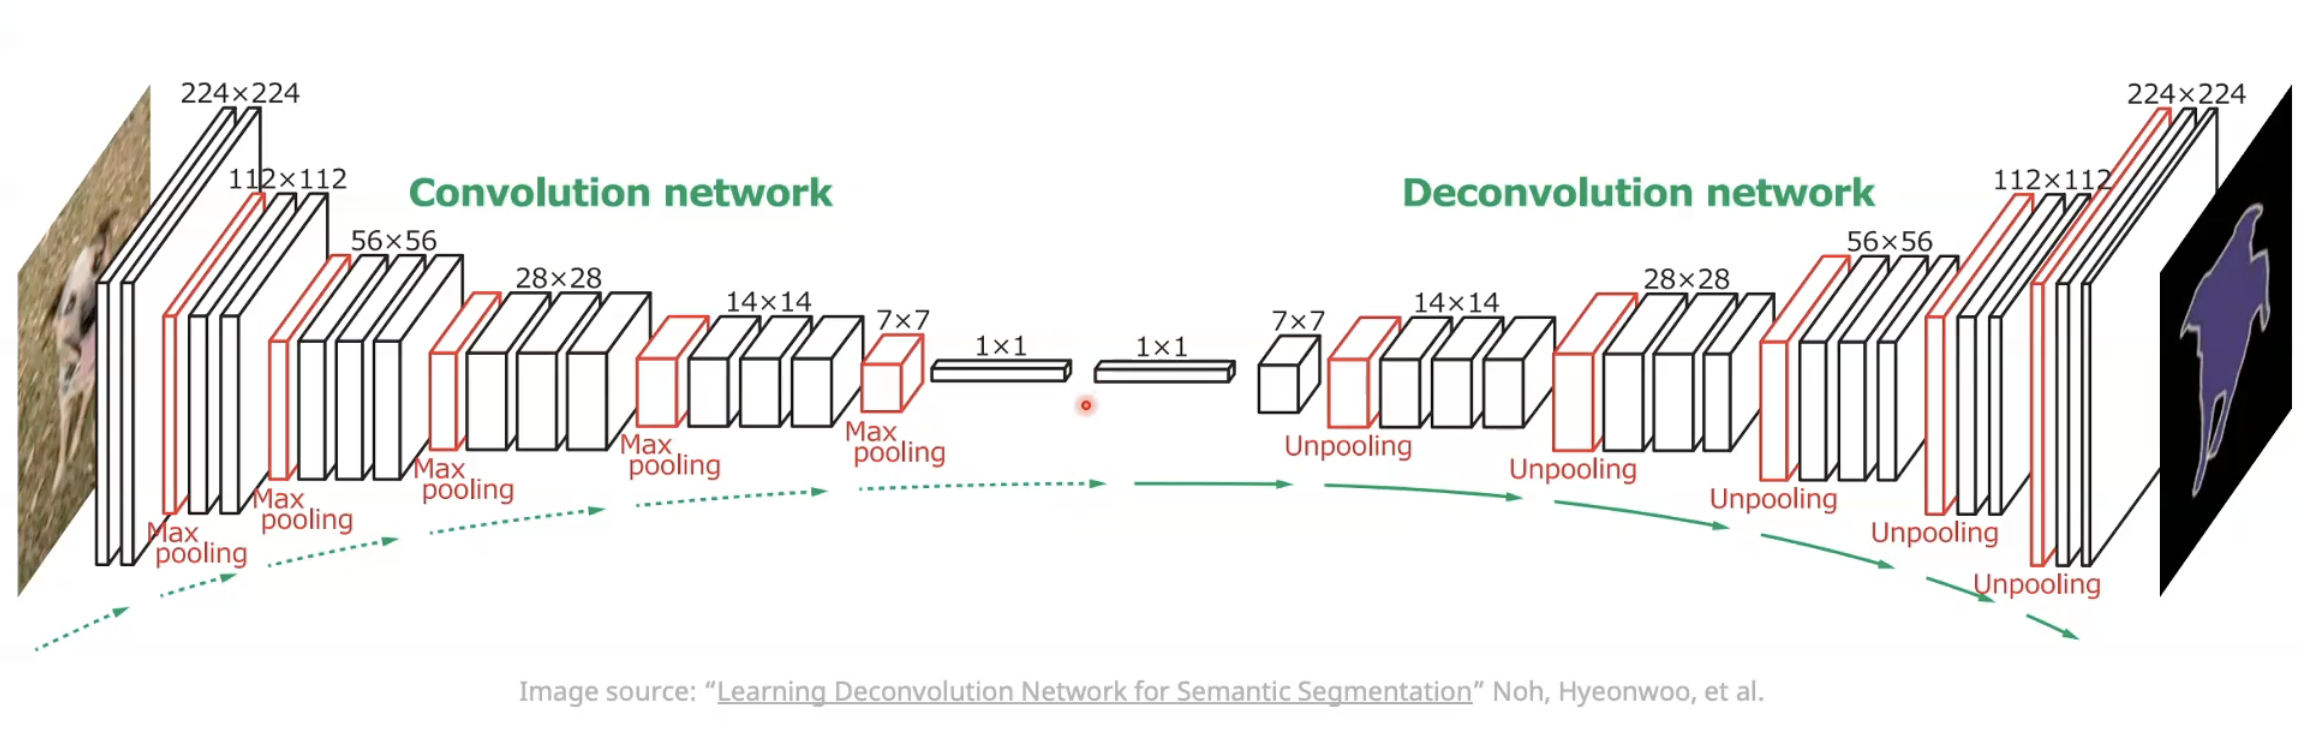 224×224
112×112
56×56
28×28
14×14
7×7
1×1
1×1
7×7
14×14
28×28
56×56
112×112
224×224
Convolution network
Deconvolution network
Max
pooling
Max
pooling
Max
pooling
Max
pooling
Max
pooling
Unpooling
Unpooling
Unpooling
Unpooling
Unpooling
Image source: “Learning Deconvolution Network for Semantic Segmentation” Noh, Hyeonwoo, et al.